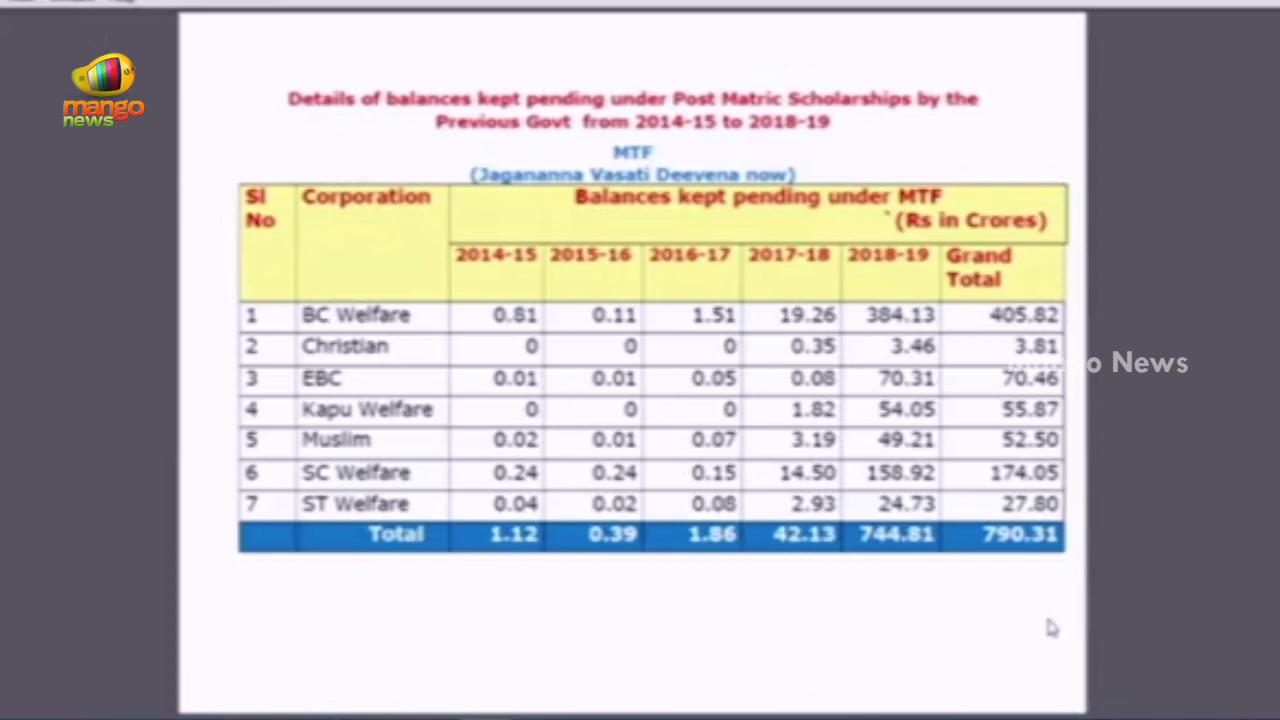 mango
news
Details of balances kept pending under Post Matric Scholarships by the
Previous Govt from 2014-15 to 2018-19
MTF
(Jagananna Vasati Deevena now)
Sl No Corporation Balances kept pending under MTF
`(Rs in Crores)
2014-15 2015-16 2016-17 2017-18 2018-19 Grand Total
1 BC Welfare 0.81 0.11 1.51 19.26 384.13 405.82
2 Christian 0 0 0 0.35 3.46 3.81
3 EBC 0.01 0.01 0.05 0.08 70.31 70.46
4 Kapu Welfare 0 0 0 1.82 54.05 55.87
5 Muslim 0.02 0.01 0.07 3.19 49.21 52.50
6 SC Welfare 0.24 0.24 0.15 14.50 158.92 174.05
7 ST Welfare 0.04 0.02 0.08 2.93 24.73 27.80
Total 1.12 0.39 1.86 42.13 744.81 790.31
News